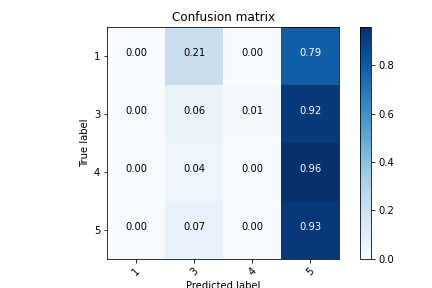 Confusion matrix
1 0.00 0.21 0.00 0.79
0.8
3 0.00 0.06 0.01 0.92
0.6
True label
4 0.00 0.04 0.00 0.96
0.4
0.2
5 0.00 0.07 0.00 0.93
0.0
1 3 4 5
Predicted label